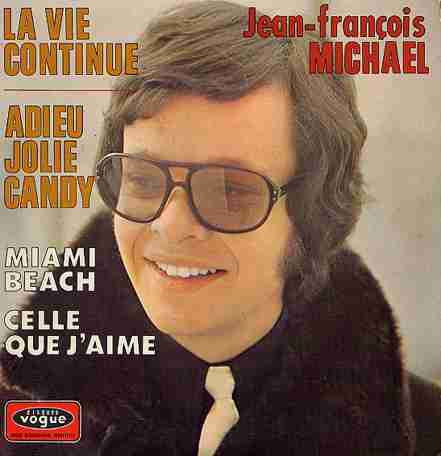 LA VIE
CONTINUE
Jean-françois
MICHAEL
ADIEU
JOLIE
CANDY
MIAMI
BEACH
CELLE
QUE J'AIME
DISQUES
vogue